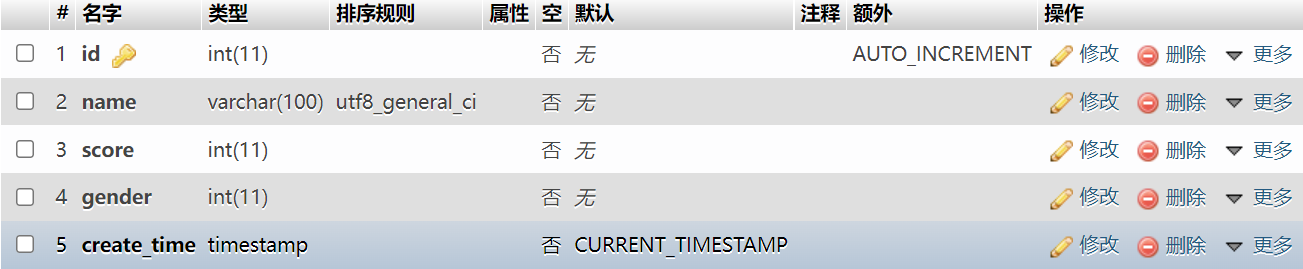 # 名字 类型 排序规则 属性 空 默认 注释 额外 操作
1 id int(11) 否 无 AUTO_INCREMENT 修改 删除 更多
2 name varchar(100) utf8_general_ci 否 无 修改 删除 更多
3 score int(11) 否 无 修改 删除 更多
4 gender int(11) 否 无 修改 删除 更多
5 create_time timestamp 否 CURRENT_TIMESTAMP 修改 删除 更多